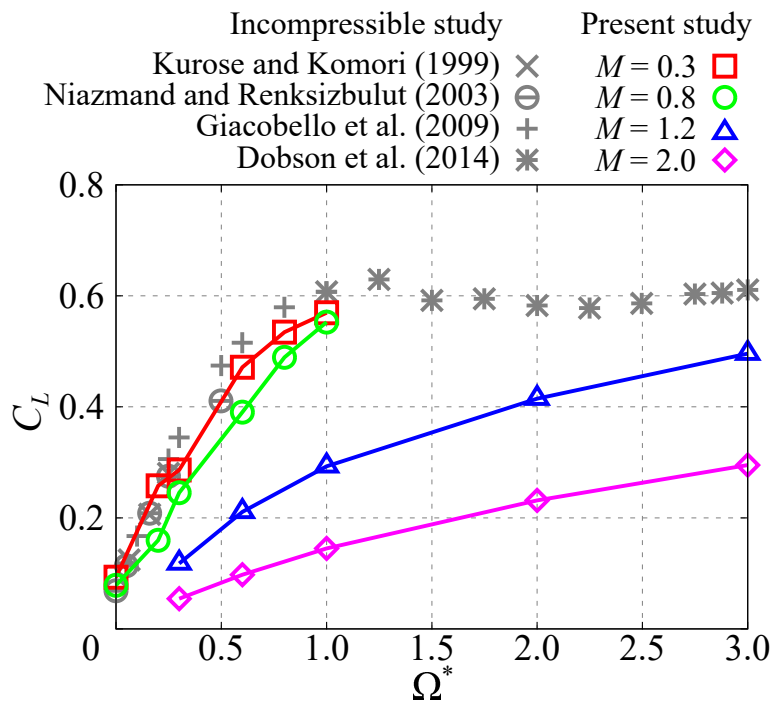 Incompressible study Present study
Kurose and Komori (1999) M = 0.3
Niazmand and Renksizbulut (2003) M = 0.8
Giacobello et al. (2009) M = 1.2
Dobson et al. (2014) M = 2.0
0.8
0.6
0.4
0.2
C_L
0 0.5 1.0 1.5 2.0 2.5 3.0
Ω*